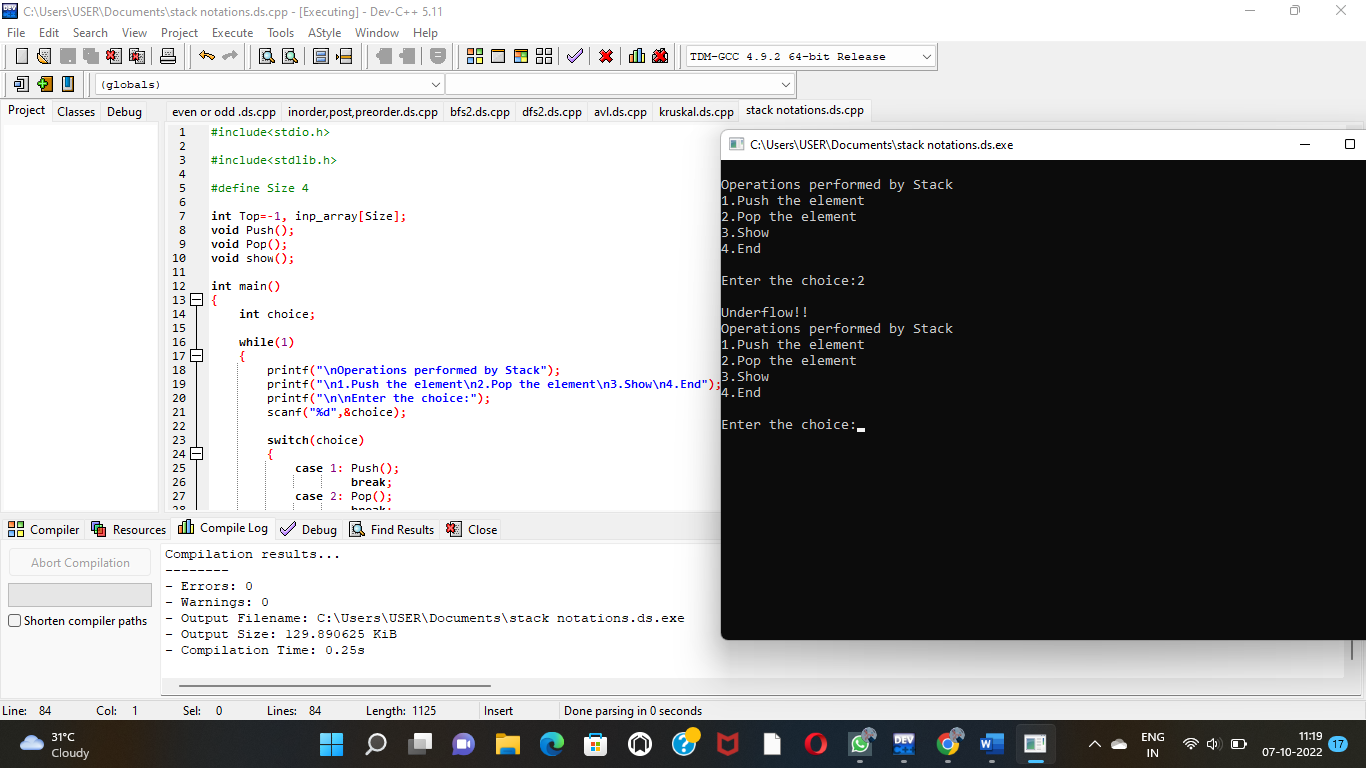 C:\Users\USER\Documents\stack notations.ds.cpp - [Executing] - Dev-C++ 5.11
File Edit Search View Project Execute Tools AStyle Window Help
TDM-GCC 4.9.2 64-bit Release
(globals)
Project Classes Debug
even or odd .ds.cpp inorder,post,preorder.ds.cpp bfs2.ds.cpp dfs2.ds.cpp avl.ds.cpp kruskal.ds.cpp stack notations.ds.cpp
1 #include<stdio.h>
2
3 #include<stdlib.h>
4
5 #define Size 4
6
7 int Top=-1, inp_array[Size];
8 void Push();
9 void Pop();
10 void show();
11
12 int main()
13 {
14 int choice;
15
16 while(1)
17 {
18 printf("\nOperations performed by Stack");
19 printf("\n1.Push the element\n2.Pop the element\n3.Show\n4.End");
20 printf("\n\nEnter the choice:");
21 scanf("%d",&choice);
22
23 switch(choice)
24 {
25 case 1: Push();
26 break;
27 case 2: Pop();
28 break;
C:\Users\USER\Documents\stack notations.ds.exe
Operations performed by Stack
1.Push the element
2.Pop the element
3.Show
4.End
Enter the choice:2
Underflow!!
Operations performed by Stack
1.Push the element
2.Pop the element
3.Show
4.End
Enter the choice:
Compiler Resources Compile Log Debug Find Results Close
Abort Compilation
Shorten compiler paths
Compilation results...
--------
- Errors: 0
- Warnings: 0
- Output Filename: C:\Users\USER\Documents\stack notations.ds.exe
- Output Size: 129.890625 KiB
- Compilation Time: 0.25s
Line: 84 Col: 1 Sel: 0 Lines: 84 Length: 1125 Insert Done parsing in 0 seconds
31°C
Cloudy
DEV
ENG
IN
11:19
07-10-2022
17